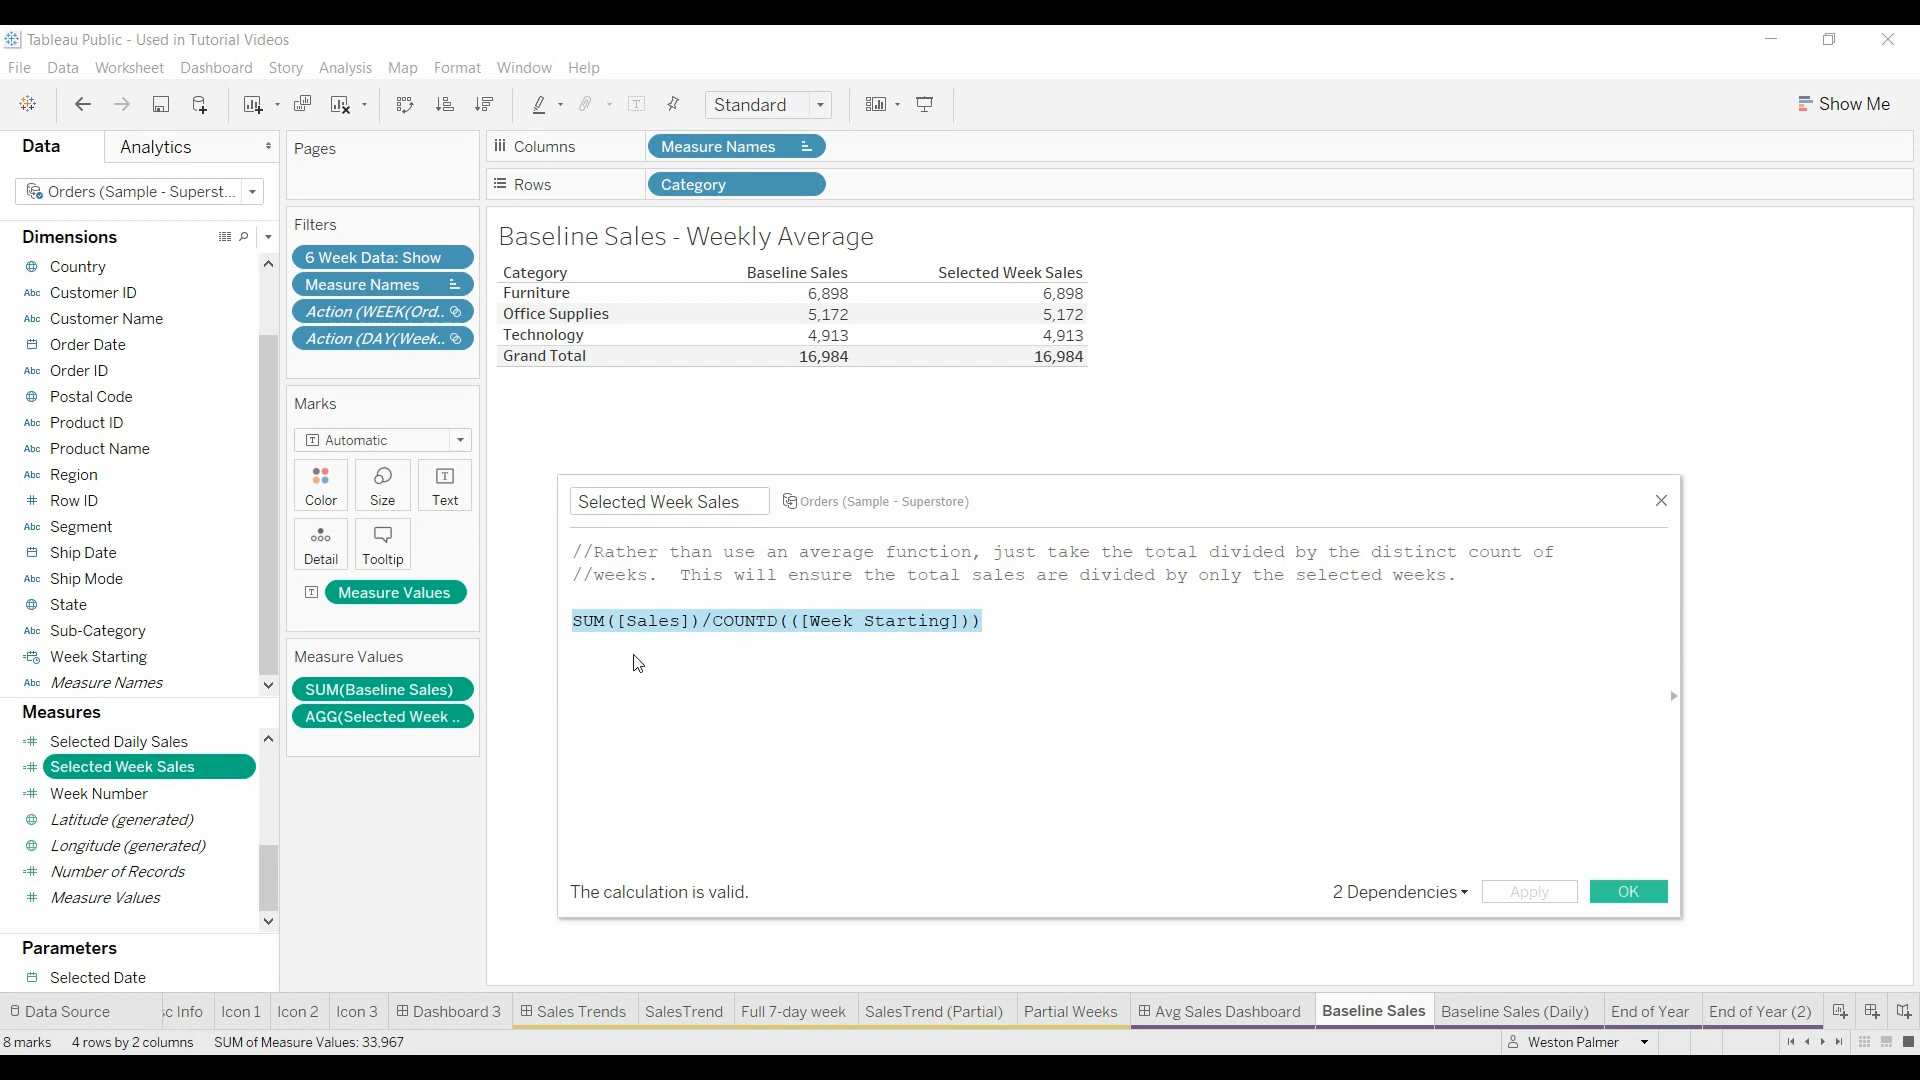 Tableau Public - Used in Tutorial Videos
File Data Worksheet Dashboard Story Analysis Map Format Window Help
Standard
Show Me
Data
Analytics
Orders (Sample - Superst...
Dimensions
Country
Abc Customer ID
Abc Customer Name
Order Date
Abc Order ID
Postal Code
Abc Product ID
Abc Product Name
Abc Region
# Row ID
Abc Segment
Ship Date
Abc Ship Mode
State
Abc Sub-Category
Week Starting
Abc Measure Names
Measures
=# Selected Daily Sales
=# Selected Week Sales
=# Week Number
Latitude (generated)
Longitude (generated)
=# Number of Records
# Measure Values
Parameters
Selected Date
Pages
Filters
6 Week Data: Show
Measure Names
Action (WEEK(Ord..
Action (DAY(Week..
Marks
T Automatic
Color
Size
T Text
Detail
Tooltip
T Measure Values
Measure Values
SUM(Baseline Sales)
AGG(Selected Week ..
Columns
Measure Names
Rows
Category
Baseline Sales - Weekly Average
Category Baseline Sales Selected Week Sales
Furniture 6,898 6,898
Office Supplies 5,172 5,172
Technology 4,913 4,913
Grand Total 16,984 16,984
Selected Week Sales
Orders (Sample - Superstore)
//Rather than use an average function, just take the total divided by the distinct count of
//weeks.  This will ensure the total sales are divided by only the selected weeks.
SUM([Sales])/COUNTD(([Week Starting]))
The calculation is valid.
2 Dependencies
Apply
OK
Data Source
sc Info
Icon 1
Icon 2
Icon 3
Dashboard 3
Sales Trends
SalesTrend
Full 7-day week
SalesTrend (Partial)
Partial Weeks
Avg Sales Dashboard
Baseline Sales
Baseline Sales (Daily)
End of Year
End of Year (2)
8 marks
4 rows by 2 columns
SUM of Measure Values: 33,967
Weston Palmer